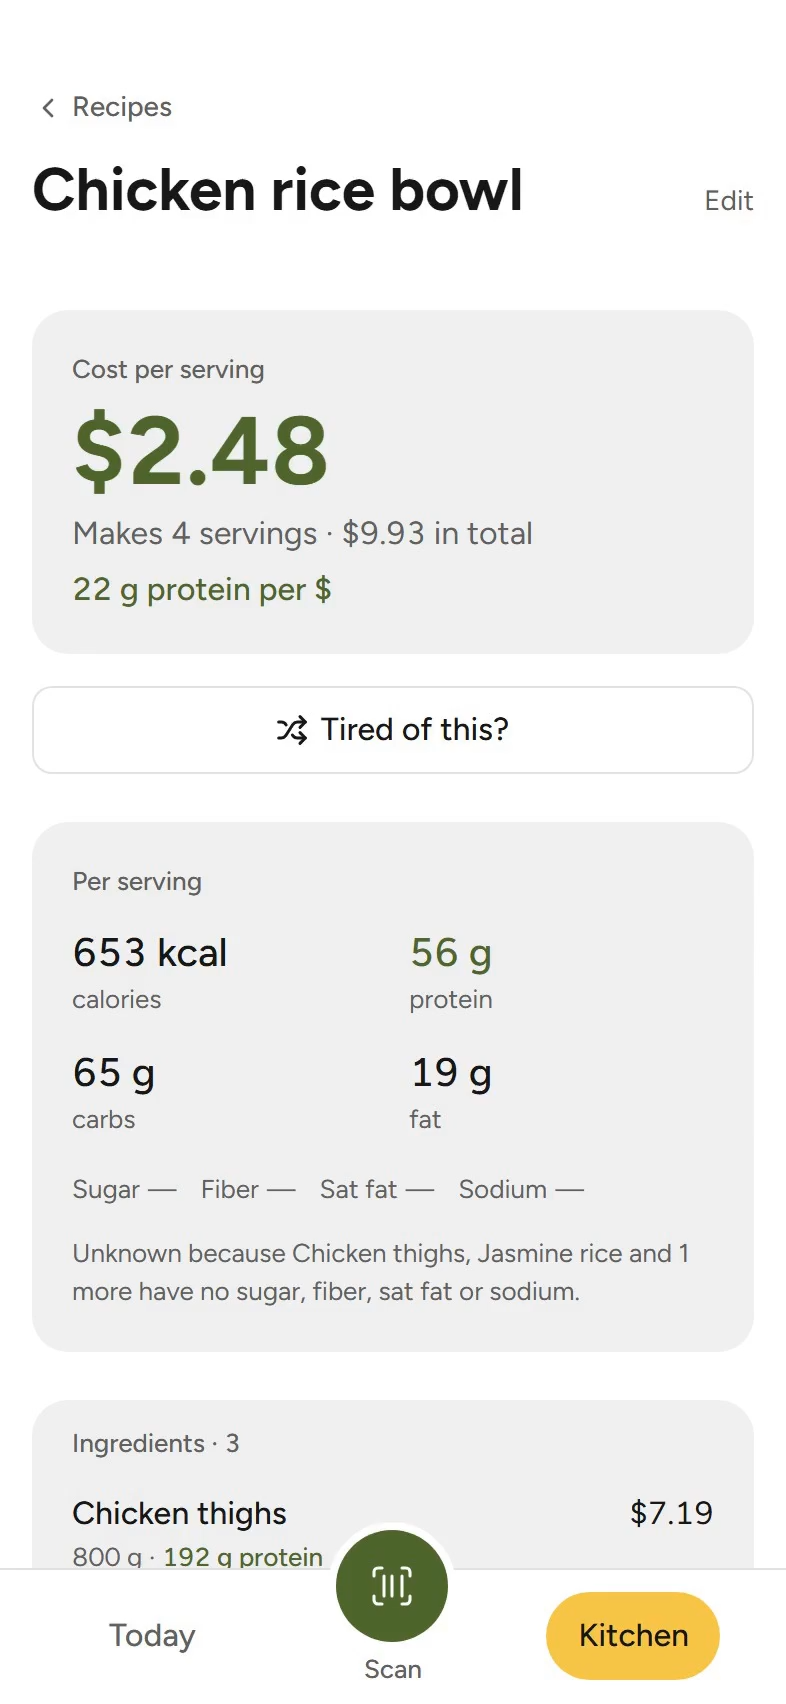 Recipes
Chicken rice bowl
Edit
Cost per serving
$2.48
Makes 4 servings · $9.93 in total
22 g protein per $
Tired of this?
Per serving
653 kcal
calories
56 g
protein
65 g
carbs
19 g
fat
Sugar — Fiber — Sat fat — Sodium —
Unknown because Chicken thighs, Jasmine rice and 1
more have no sugar, fiber, sat fat or sodium.
Ingredients · 3
Chicken thighs
$7.19
800 g · 192 g protein
Today
Scan
Kitchen